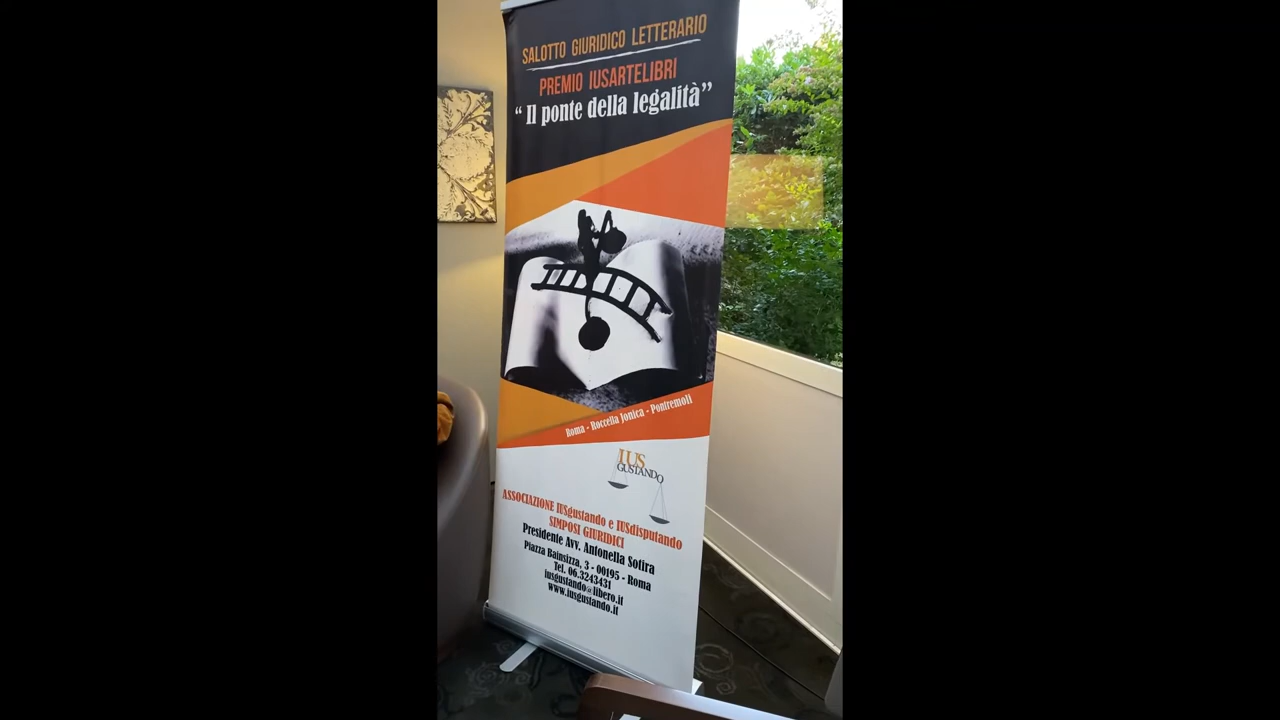 SALOTTO GIURIDICO LETTERARIO
PREMIO IUSARTELIBRI
“Il ponte della legalità”
Roma - Roccella Jonica - Pontremoli
IUS
GUSTANDO
ASSOCIAZIONE IUSgustando e IUSdisputando
SIMPOSI GIURIDICI
Presidente Avv. Antonella Sotira
Piazza Bainsizza, 3 - 00195 - Roma
Tel. 06.3243431
iusgustando@libero.it
www.iusgustando.it